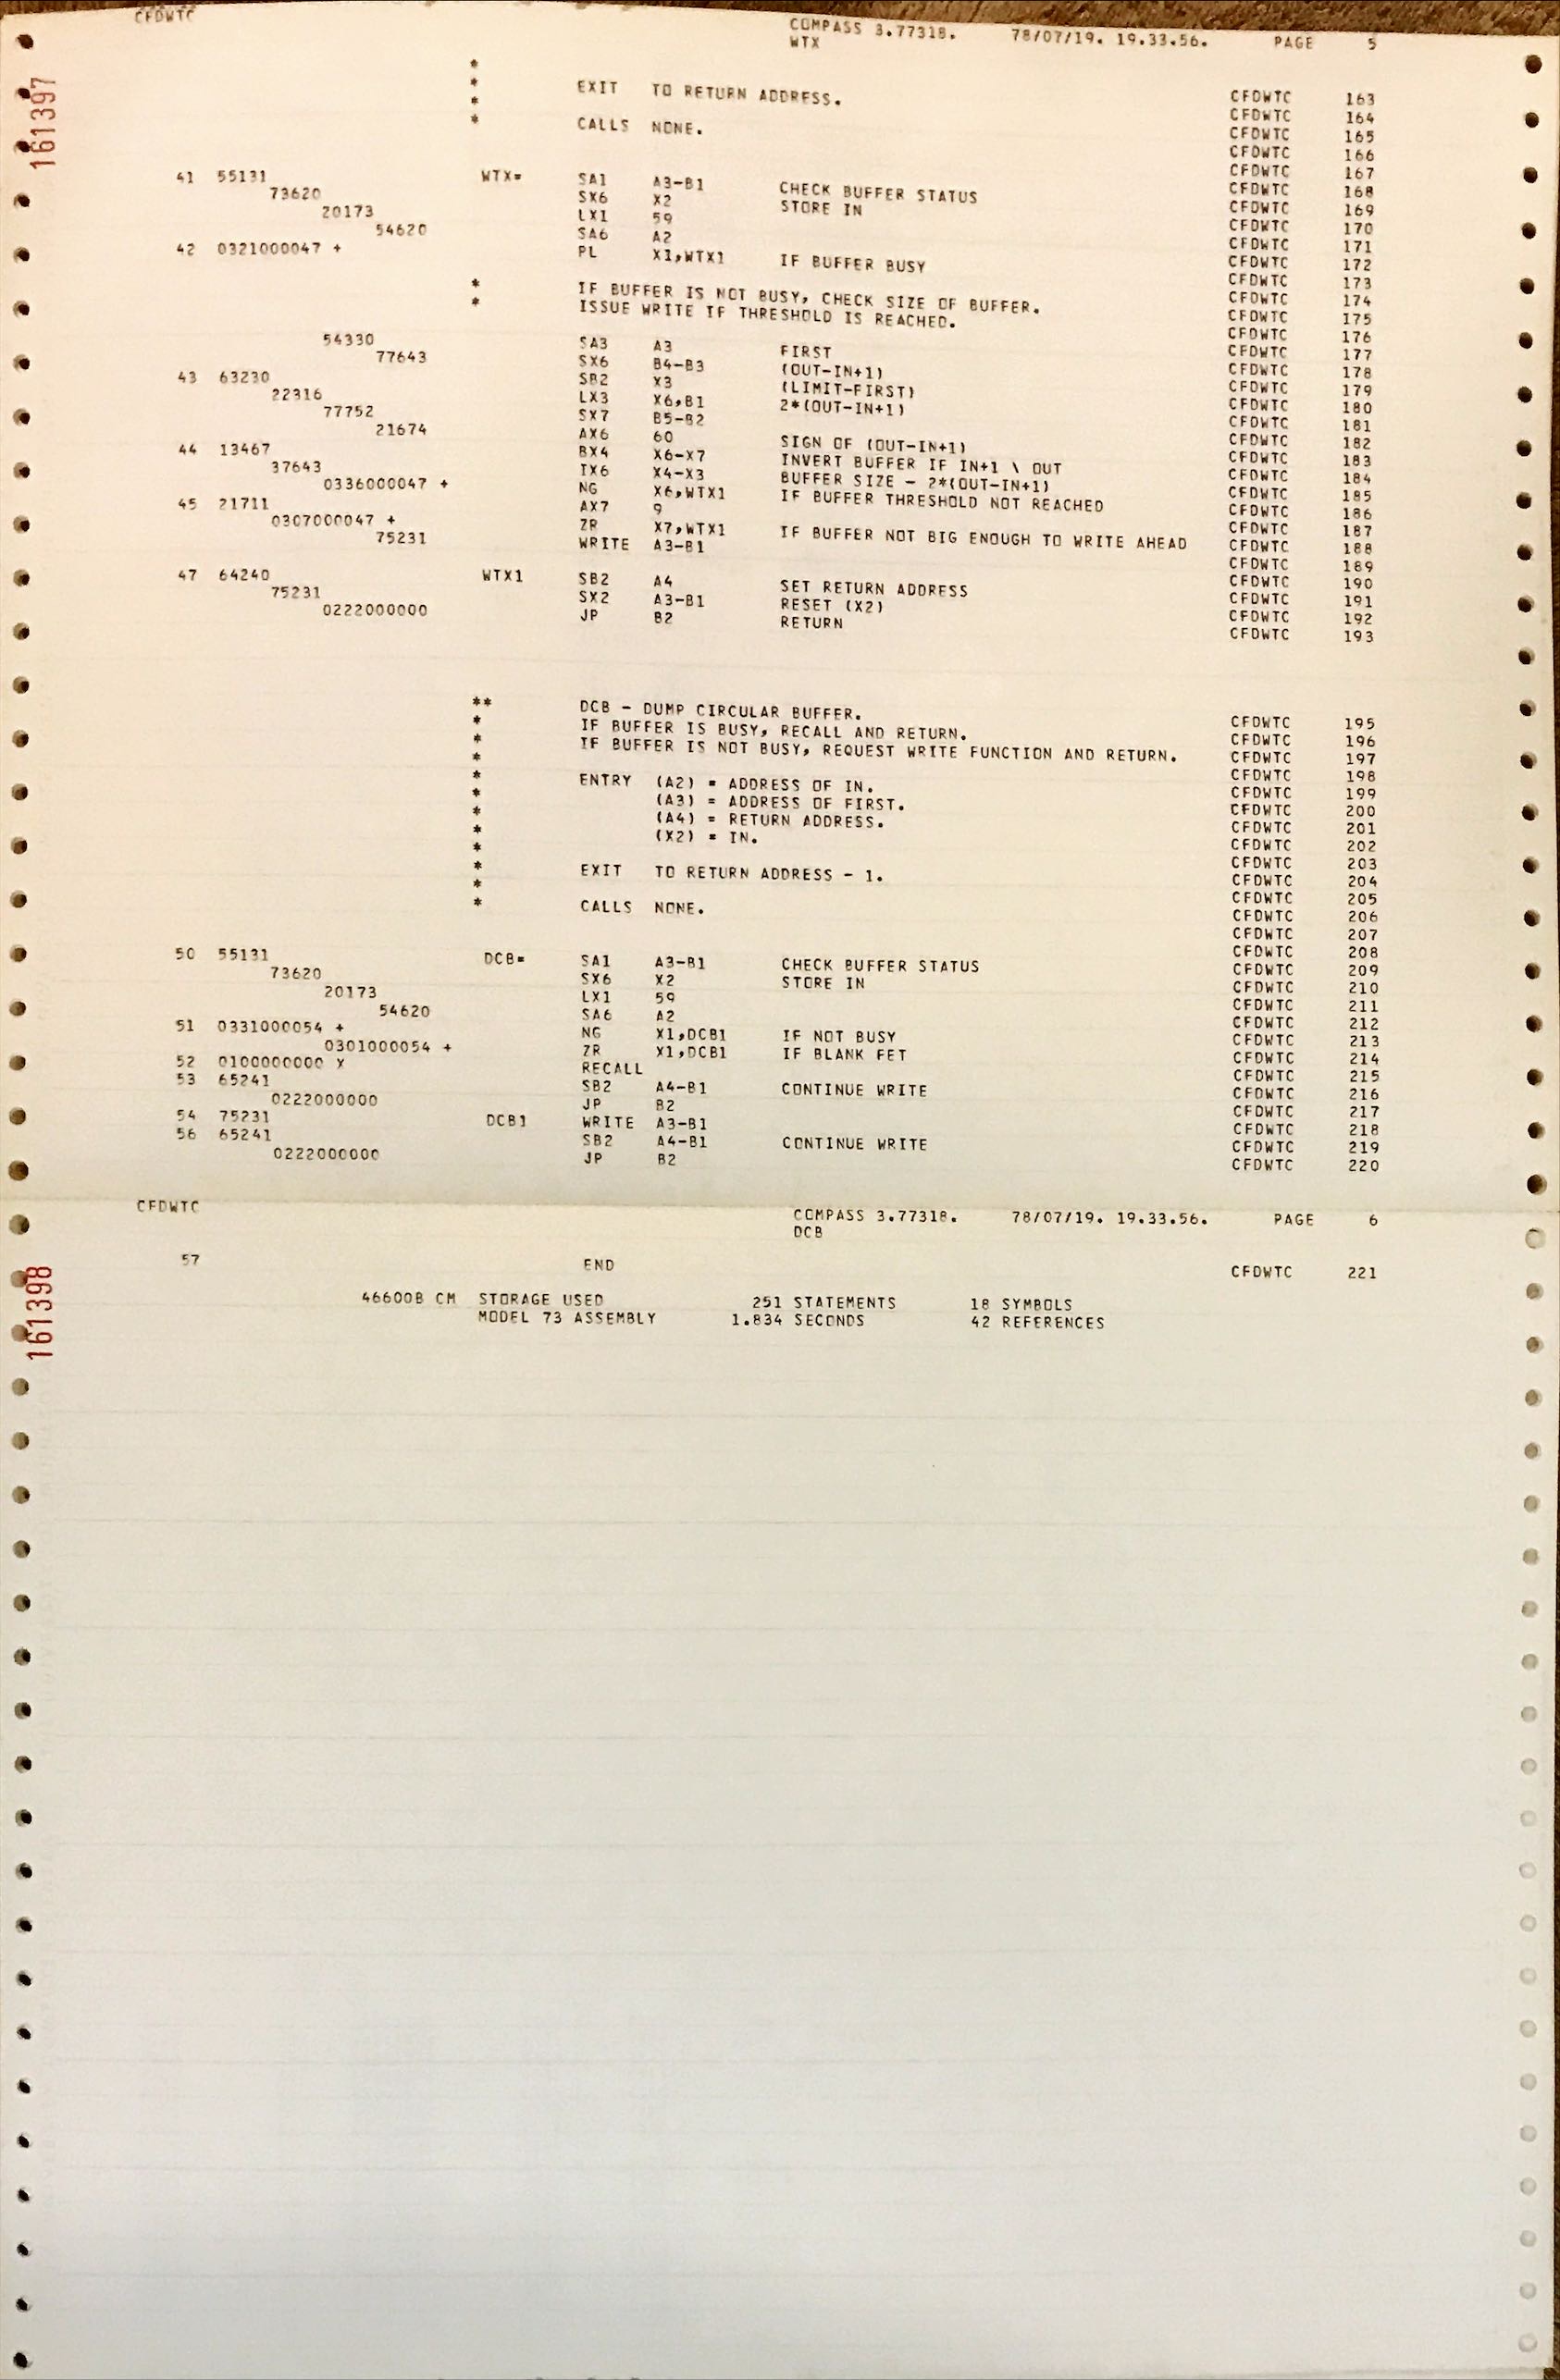 CFDWTC COMPASS 3.77318. 78/07/19. 19.33.56. PAGE 5
WTX
* CFDWTC 163
* EXIT TO RETURN ADDRESS. CFDWTC 164
* CFDWTC 165
* CALLS NONE. CFDWTC 166
CFDWTC 167
CFDWTC 168
41 55131 WTX= SA1 A3-B1 CHECK BUFFER STATUS CFDWTC 169
73620 SX6 X2 STORE IN CFDWTC 170
20173 LX1 59 CFDWTC 171
54620 SA6 A2 CFDWTC 172
42 0321000047 + PL X1,WTX1 IF BUFFER BUSY CFDWTC 173
CFDWTC 174
* IF BUFFER IS NOT BUSY, CHECK SIZE OF BUFFER. CFDWTC 175
* ISSUE WRITE IF THRESHOLD IS REACHED. CFDWTC 176
CFDWTC 177
54330 SA3 A3 FIRST CFDWTC 178
77643 SX6 B4-B3 (OUT-IN+1) CFDWTC 179
43 63230 SB2 X3 (LIMIT-FIRST) CFDWTC 180
22316 LX3 X6,B1 2*(OUT-IN+1) CFDWTC 181
77752 SX7 B5-B2 CFDWTC 182
21674 AX6 60 SIGN OF (OUT-IN+1) CFDWTC 183
44 13467 BX4 X6-X7 INVERT BUFFER IF IN+1 \ OUT CFDWTC 184
37643 IX6 X4-X3 BUFFER SIZE - 2*(OUT-IN+1) CFDWTC 185
0336000047 + NG X6,WTX1 IF BUFFER THRESHOLD NOT REACHED CFDWTC 186
45 21711 AX7 9 CFDWTC 187
0307000047 + ZR X7,WTX1 IF BUFFER NOT BIG ENOUGH TO WRITE AHEAD CFDWTC 188
75231 WRITE A3-B1 CFDWTC 189
CFDWTC 190
47 64240 WTX1 SB2 A4 SET RETURN ADDRESS CFDWTC 191
75231 SX2 A3-B1 RESET (X2) CFDWTC 192
0222000000 JP B2 RETURN CFDWTC 193
** DCB - DUMP CIRCULAR BUFFER. CFDWTC 195
* IF BUFFER IS BUSY, RECALL AND RETURN. CFDWTC 196
* IF BUFFER IS NOT BUSY, REQUEST WRITE FUNCTION AND RETURN. CFDWTC 197
* CFDWTC 198
* ENTRY (A2) = ADDRESS OF IN. CFDWTC 199
* (A3) = ADDRESS OF FIRST. CFDWTC 200
* (A4) = RETURN ADDRESS. CFDWTC 201
* (X2) = IN. CFDWTC 202
* CFDWTC 203
* EXIT TO RETURN ADDRESS - 1. CFDWTC 204
* CFDWTC 205
* CALLS NONE. CFDWTC 206
CFDWTC 207
CFDWTC 208
50 55131 DCB= SA1 A3-B1 CHECK BUFFER STATUS CFDWTC 209
73620 SX6 X2 STORE IN CFDWTC 210
20173 LX1 59 CFDWTC 211
54620 SA6 A2 CFDWTC 212
51 0331000054 + NG X1,DCB1 IF NOT BUSY CFDWTC 213
0301000054 + ZR X1,DCB1 IF BLANK FET CFDWTC 214
52 0100000000 X RECALL CFDWTC 215
53 65241 SB2 A4-B1 CONTINUE WRITE CFDWTC 216
0222000000 JP B2 CFDWTC 217
54 75231 DCB1 WRITE A3-B1 CFDWTC 218
56 65241 SB2 A4-B1 CONTINUE WRITE CFDWTC 219
0222000000 JP B2 CFDWTC 220
161397
CFDWTC COMPASS 3.77318. 78/07/19. 19.33.56. PAGE 6
DCB
57 END CFDWTC 221
46600B CM STORAGE USED 251 STATEMENTS 18 SYMBOLS
MODEL 73 ASSEMBLY 1.834 SECONDS 42 REFERENCES
161398